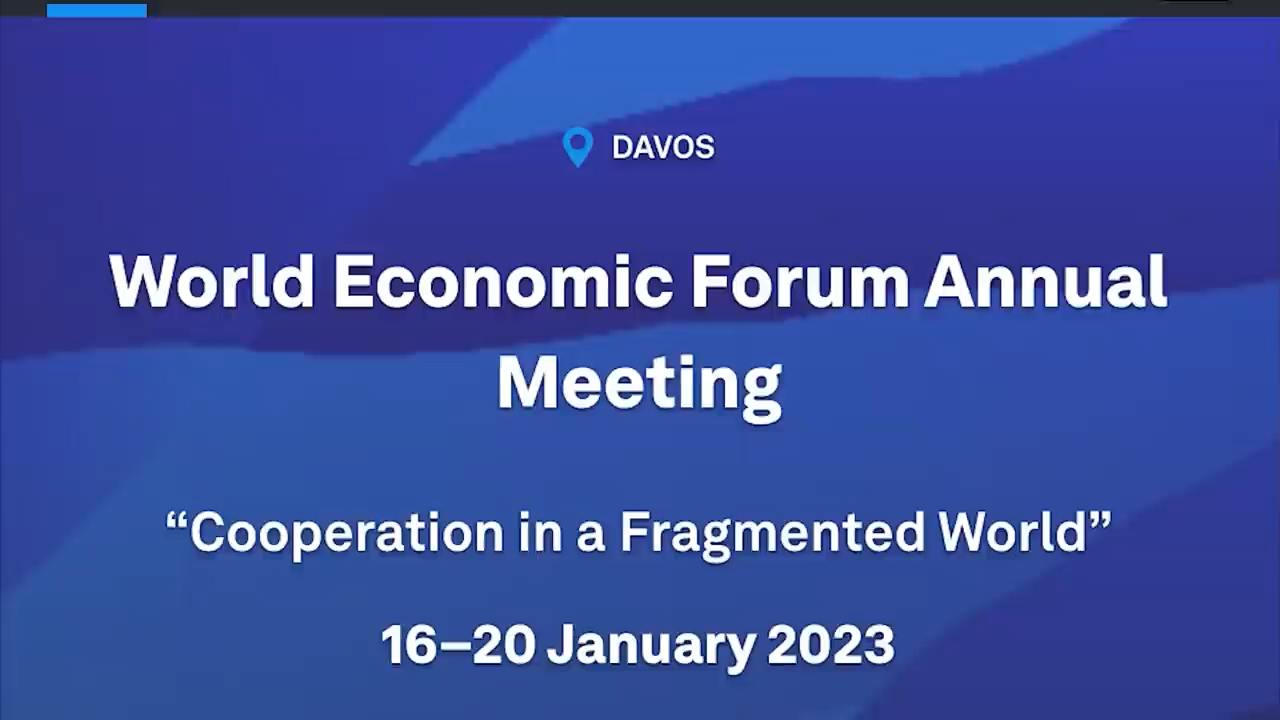 DAVOS
World Economic Forum Annual
Meeting
“Cooperation in a Fragmented World”
16–20 January 2023